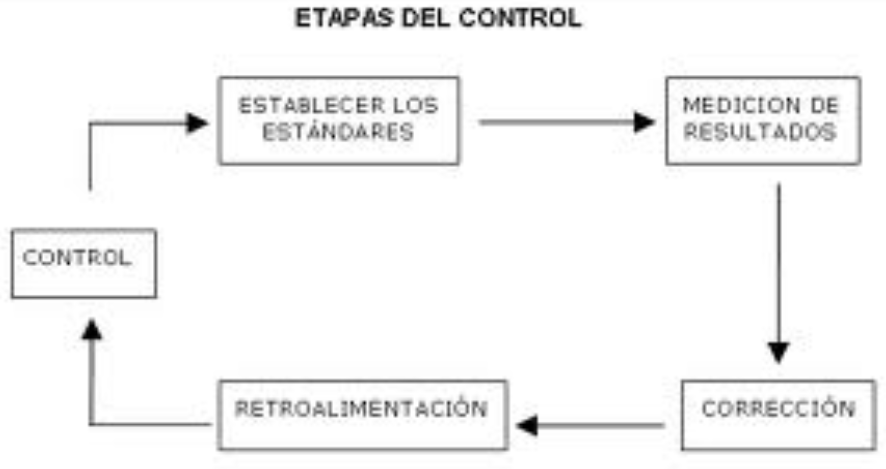 ETAPAS DEL CONTROL
ESTABLECER LOS
ESTÁNDARES
MEDICION DE
RESULTADOS
CONTROL
RETROALIMENTACIÓN
CORRECCIÓN